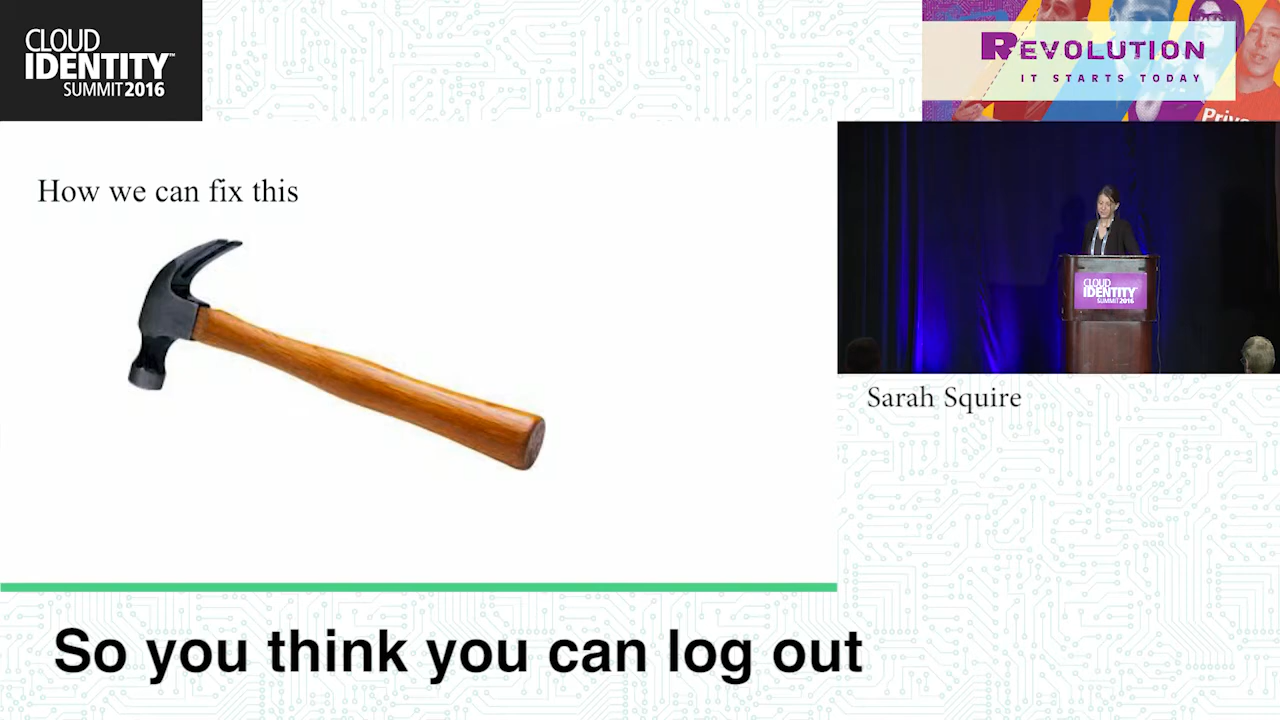 CLOUD
IDENTITY™
SUMMIT 2016
REVOLUTION
IT STARTS TODAY
How we can fix this
CLOUD
IDENTITY
SUMMIT 2016
Sarah Squire
So you think you can log out